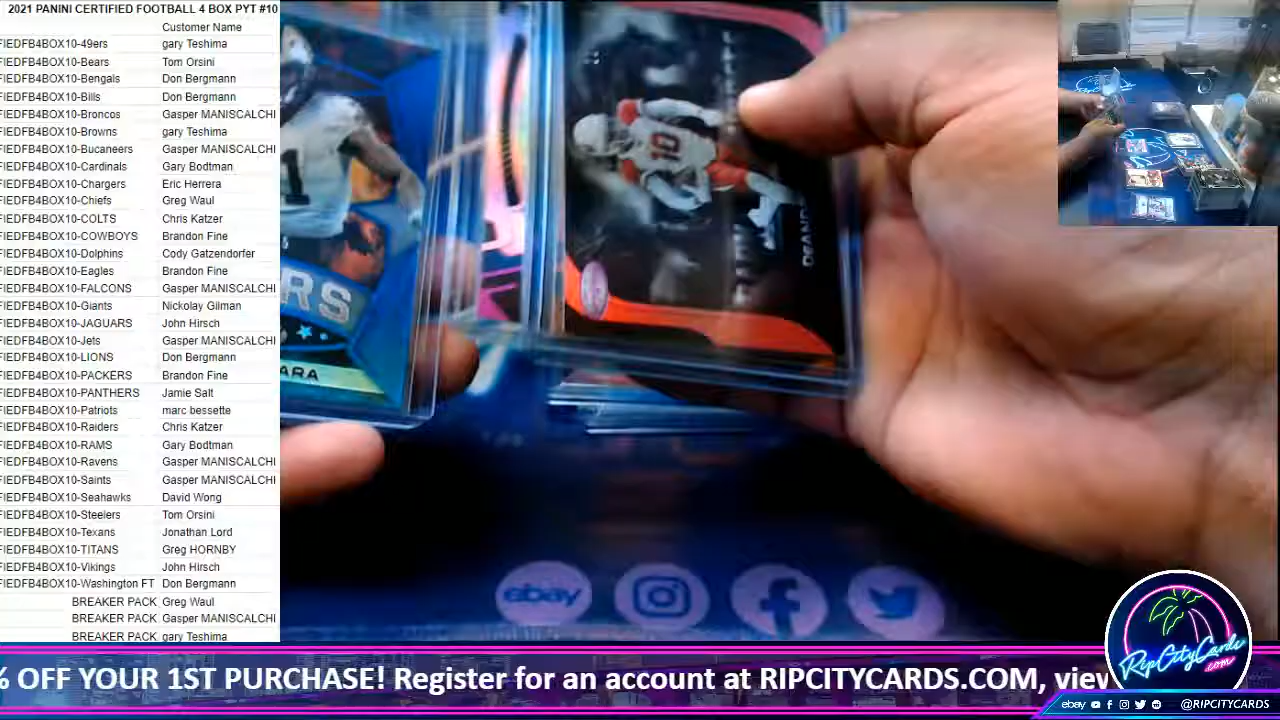 2021 PANINI CERTIFIED FOOTBALL 4 BOX PYT #10
Customer Name
FIEDFB4BOX10-49ers gary Teshima
FIEDFB4BOX10-Bears Tom Orsini
FIEDFB4BOX10-Bengals Don Bergmann
FIEDFB4BOX10-Bills Don Bergmann
FIEDFB4BOX10-Broncos Gasper MANISCALCHI
FIEDFB4BOX10-Browns gary Teshima
FIEDFB4BOX10-Bucaneers Gasper MANISCALCHI
FIEDFB4BOX10-Cardinals Gary Bodtman
FIEDFB4BOX10-Chargers Eric Herrera
FIEDFB4BOX10-Chiefs Greg Waul
FIEDFB4BOX10-COLTS Chris Katzer
FIEDFB4BOX10-COWBOYS Brandon Fine
FIEDFB4BOX10-Dolphins Cody Gatzendorfer
FIEDFB4BOX10-Eagles Brandon Fine
FIEDFB4BOX10-FALCONS Gasper MANISCALCHI
FIEDFB4BOX10-Giants Nickolay Gilman
FIEDFB4BOX10-JAGUARS John Hirsch
FIEDFB4BOX10-Jets Gasper MANISCALCHI
FIEDFB4BOX10-LIONS Don Bergmann
FIEDFB4BOX10-PACKERS Brandon Fine
FIEDFB4BOX10-PANTHERS Jamie Salt
FIEDFB4BOX10-Patriots marc bessette
FIEDFB4BOX10-Raiders Chris Katzer
FIEDFB4BOX10-RAMS Gary Bodtman
FIEDFB4BOX10-Ravens Gasper MANISCALCHI
FIEDFB4BOX10-Saints Gasper MANISCALCHI
FIEDFB4BOX10-Seahawks David Wong
FIEDFB4BOX10-Steelers Tom Orsini
FIEDFB4BOX10-Texans Jonathan Lord
FIEDFB4BOX10-TITANS Greg HORNBY
FIEDFB4BOX10-Vikings John Hirsch
FIEDFB4BOX10-Washington FT Don Bergmann
BREAKER PACK Greg Waul
BREAKER PACK Gasper MANISCALCHI
BREAKER PACK gary Teshima
1
RS
ARA
10
DEAND
ebay
% OFF YOUR 1ST PURCHASE! Register for an account at RIPCITYCARDS.COM, view
RipCityCards
.com
ebay @RIPCITYCARDS